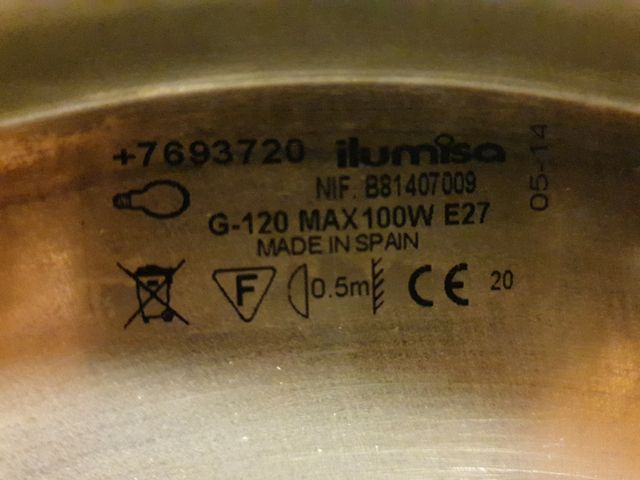 +7693720 ilumisa
NIF. B81407009
G-120 MAX100W E27
MADE IN SPAIN
F 0.5m CE 20
05-14